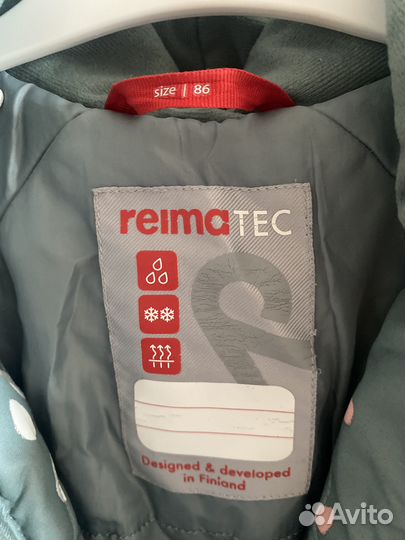 size | 86
reimaTEC
Designed & developed
in Finland
Avito